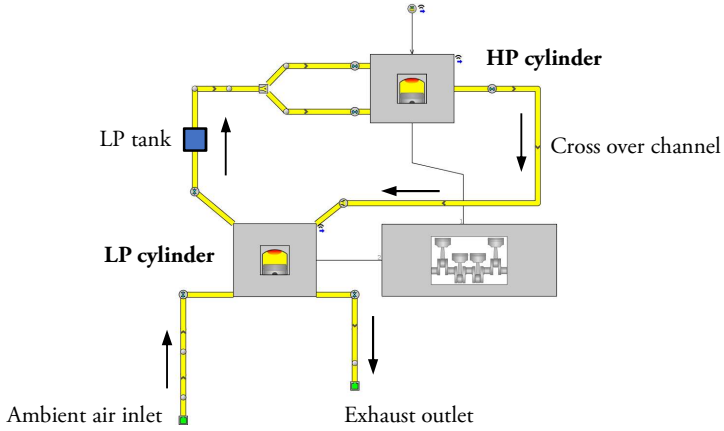 HP cylinder
LP tank
Cross over channel
LP cylinder
Ambient air inlet
Exhaust outlet